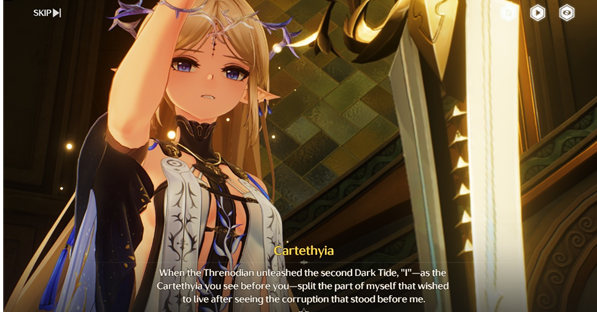 SKIP
Cartethyia
When the Threnodian unleashed the second Dark Tide, "I"—as the
Cartethyia you see before you—split the part of myself that wished
to live after seeing the corruption that stood before me.